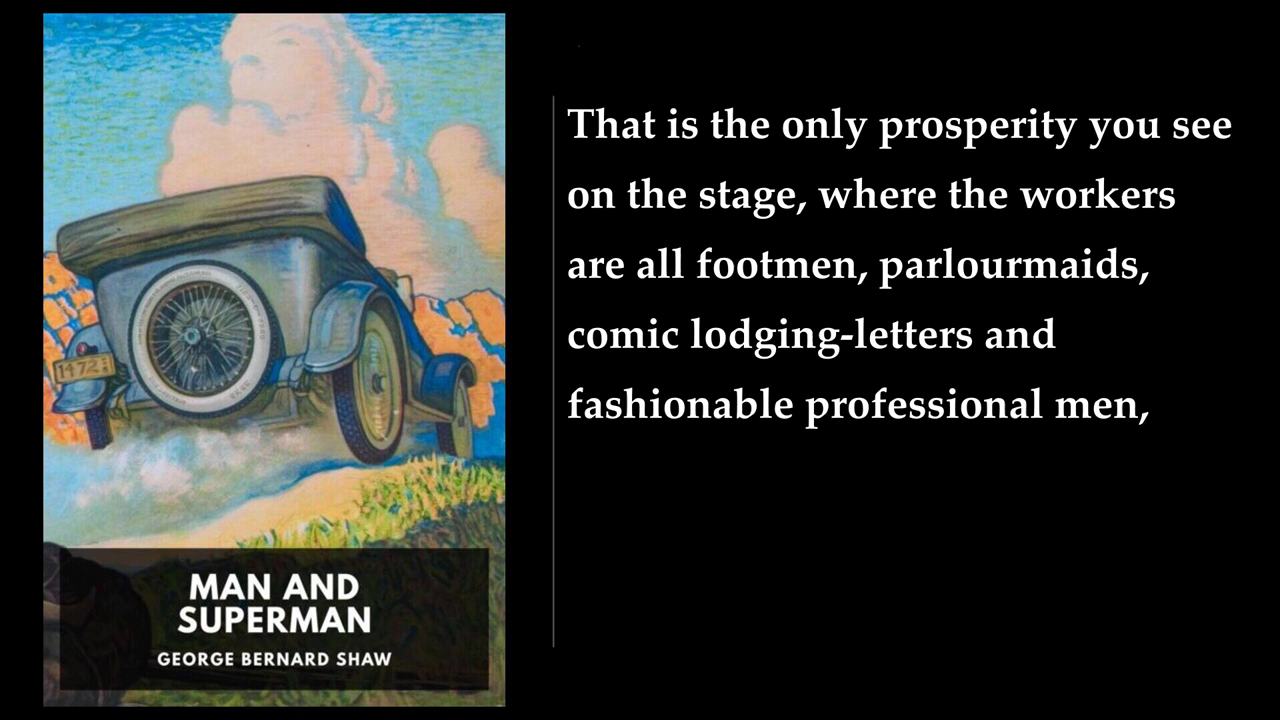 1472
MAN AND
SUPERMAN
GEORGE BERNARD SHAW
That is the only prosperity you see
on the stage, where the workers
are all footmen, parlourmaids,
comic lodging-letters and
fashionable professional men,